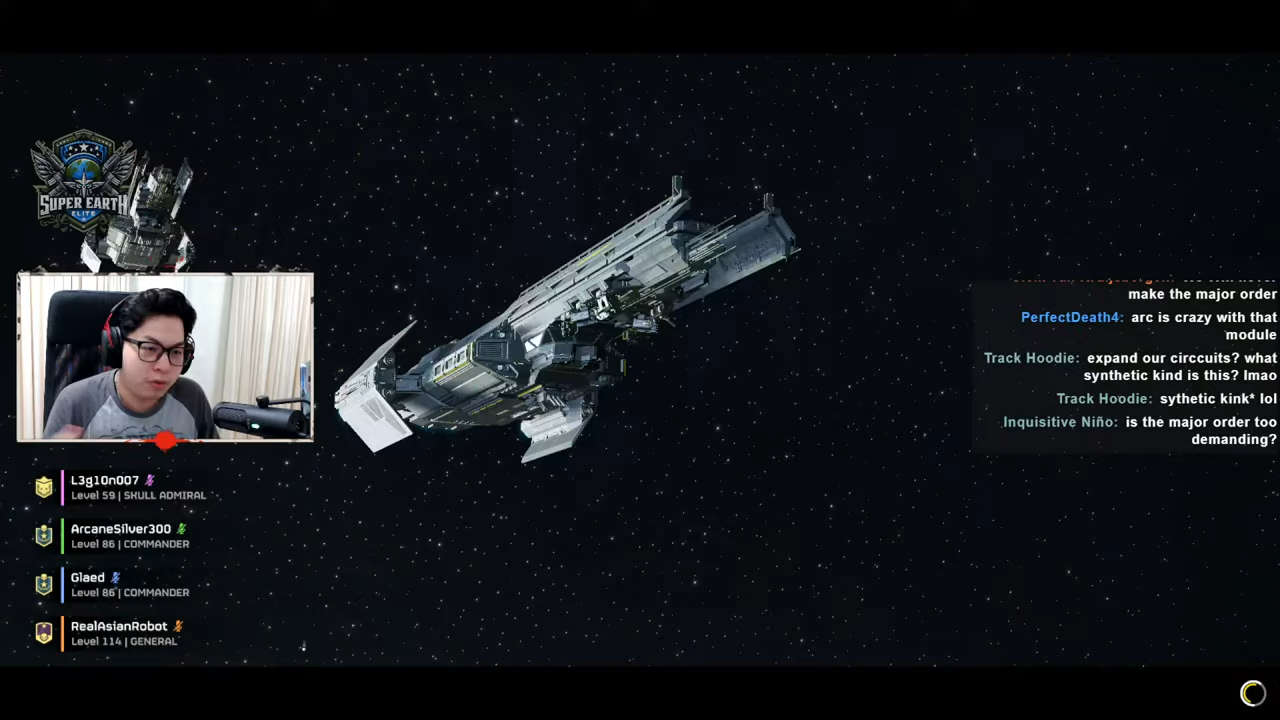 SUPER EARTH
ELITE
make the major order
PerfectDeath4: arc is crazy with that
module
Track Hoodie: expand our circcuits? what
synthetic kind is this? lmao
Track Hoodie: sythetic kink* lol
Inquisitive Niño: is the major order too
demanding?
L3g10n007
Level 59 | SKULL ADMIRAL
ArcaneSilver300
Level 86 | COMMANDER
Glaed
Level 86 | COMMANDER
RealAsianRobot
Level 114 | GENERAL